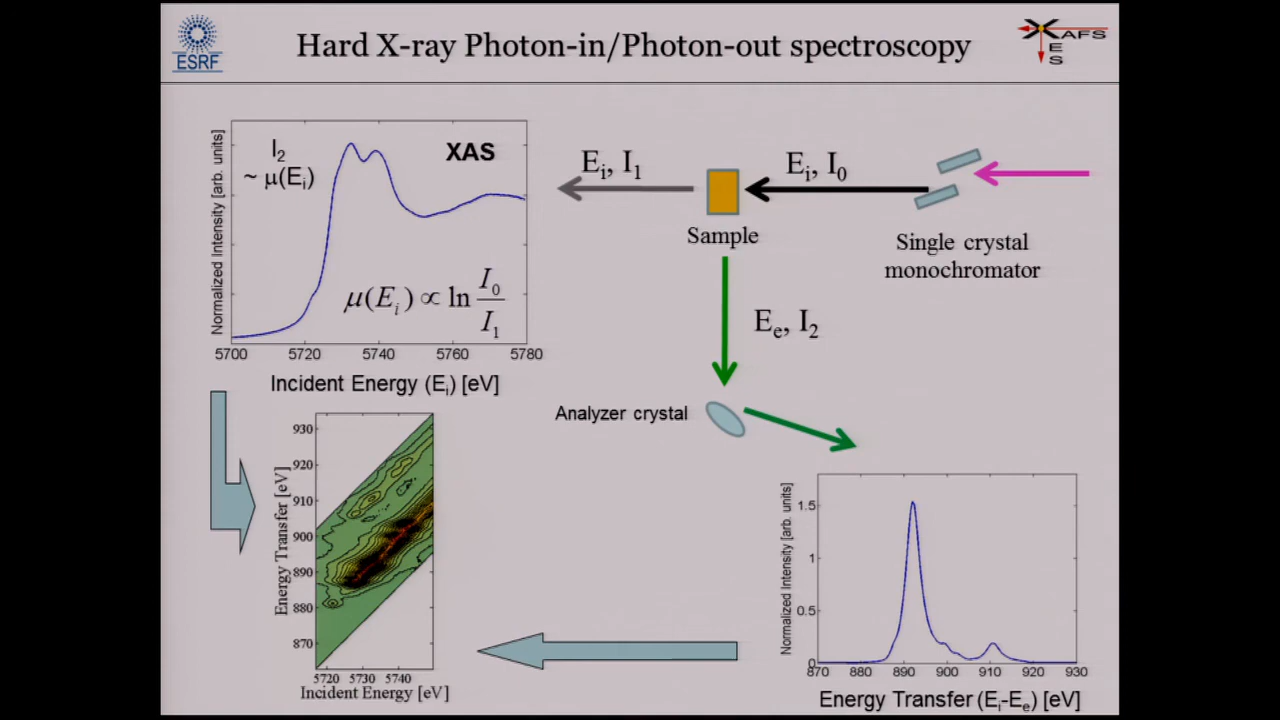 ESRF
Hard X-ray Photon-in/Photon-out spectroscopy
XAFS
E
S
I2
~ μ(Ei)
XAS
Normalized Intensity [arb. units]
μ(Ei) ∝ ln I0/I1
5700 5720 5740 5760 5780
Incident Energy (Ei) [eV]
Ei, I1
Ei, I0
Sample
Single crystal
monochromator
Ee, I2
Analyzer crystal
930
920
910
900
890
880
870
Energy Transfer [eV]
5720 5730 5740
Incident Energy [eV]
Normalized Intensity [arb. units]
1.5
1
0.5
0
870 880 890 900 910 920 930
Energy Transfer (Ei-Ee) [eV]